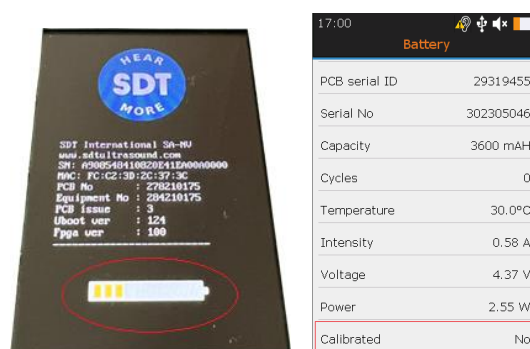 HEAR
SDT
MORE
SDT International SA-NV
www.sdtultrasound.com
MAC: FC:C2:3D:2C:37:3C
PCB No : 278210175
Equipment No : 284210175
PCB issue : 3
Uboot ver : 124
Fpga ver : 100
17:00
Battery
PCB serial ID 29319455
Serial No 302305046
Capacity 3600 mAH
Cycles 0
Temperature 30.0°C
Intensity 0.58 A
Voltage 4.37 V
Power 2.55 W
Calibrated No